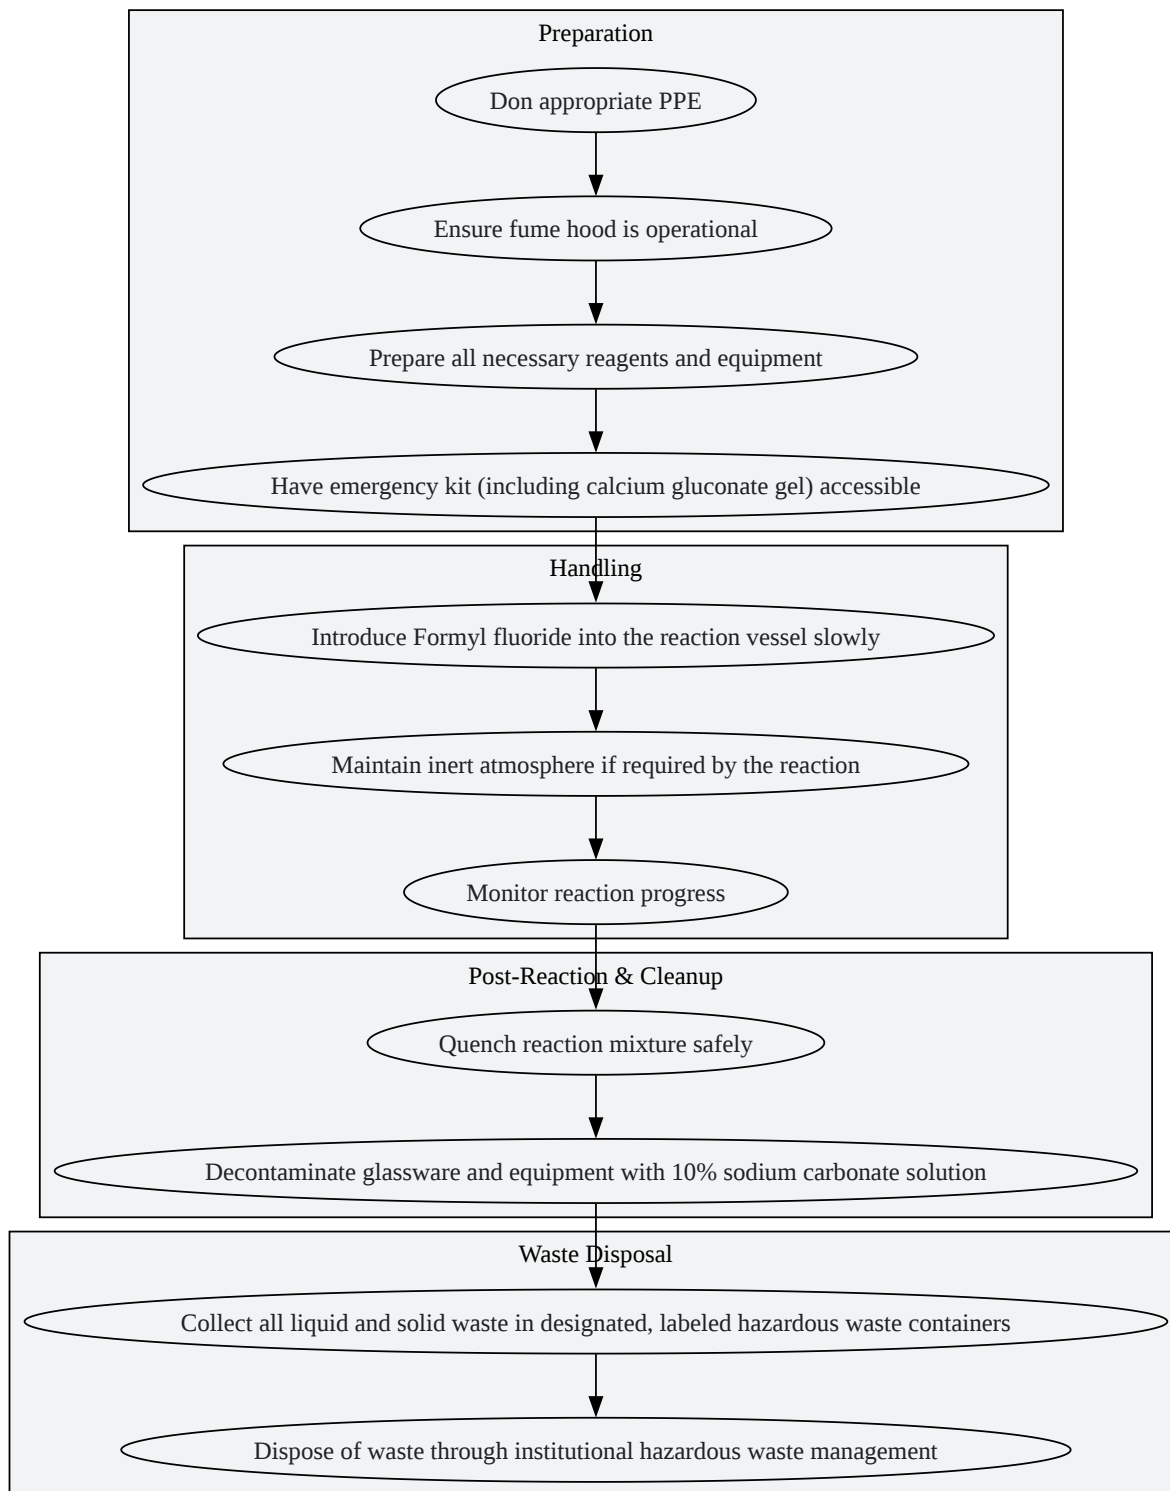 Preparation
Don appropriate PPE
Ensure fume hood is operational
Prepare all necessary reagents and equipment
Have emergency kit (including calcium gluconate gel) accessible
Handling
Introduce Formyl fluoride into the reaction vessel slowly
Maintain inert atmosphere if required by the reaction
Monitor reaction progress
Post-Reaction & Cleanup
Quench reaction mixture safely
Decontaminate glassware and equipment with 10% sodium carbonate solution
Waste Disposal
Collect all liquid and solid waste in designated, labeled hazardous waste containers
Dispose of waste through institutional hazardous waste management